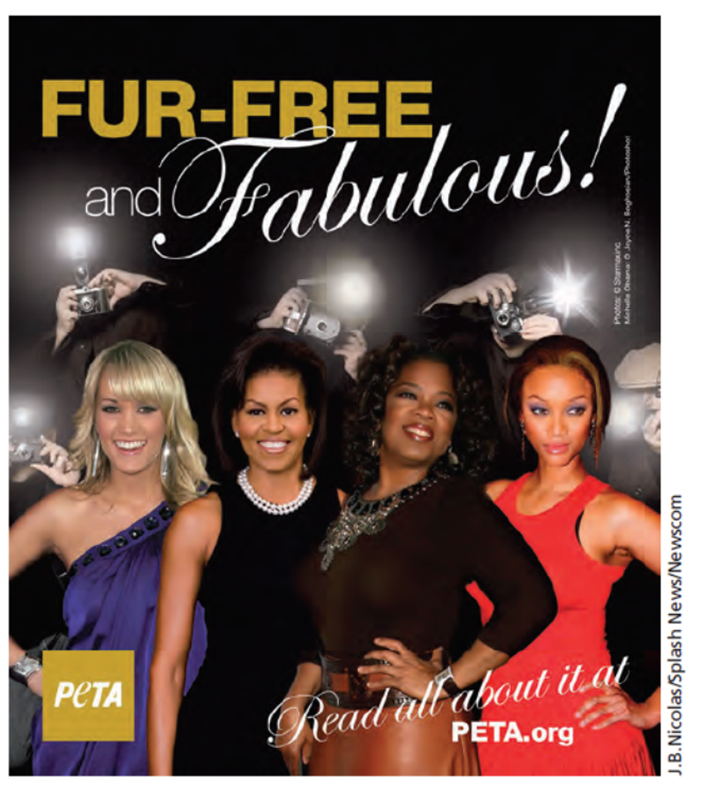 FUR-FREE
and Fabulous!
Photos: © Starmaxinc
Michelle Obama: © Joyce N. Boghosian/Photoshot
PETA
Read all about it at
PETA.org
J.B.Nicolas/Splash News/Newscom